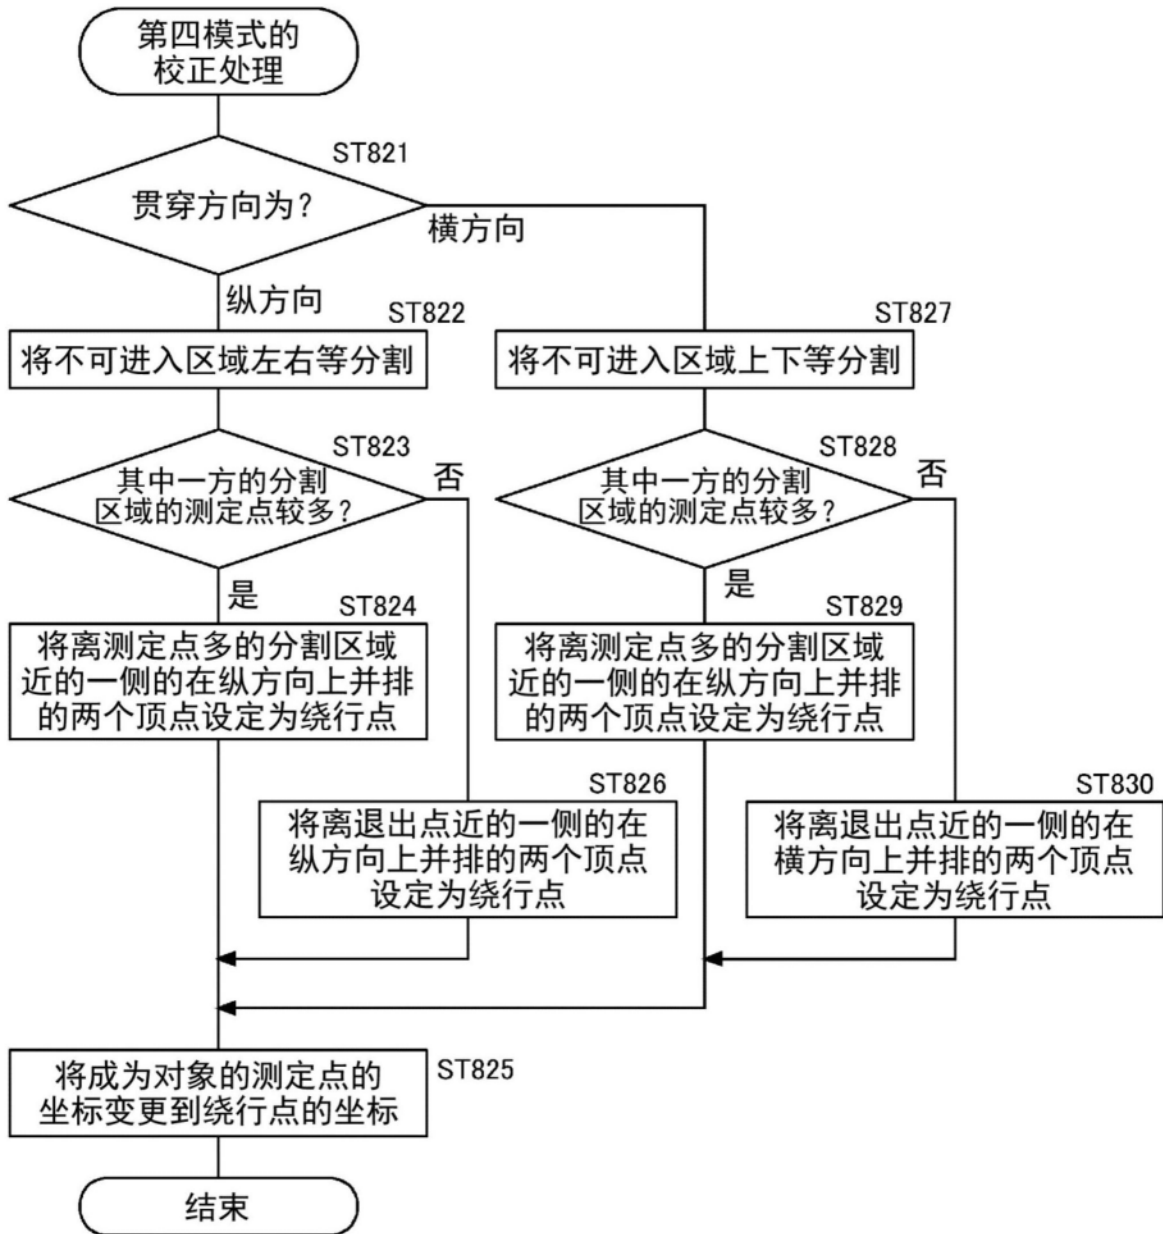 第四模式的
校正处理
ST821
贯穿方向为?
横方向
纵方向
ST822
将不可进入区域左右等分割
ST827
将不可进入区域上下等分割
ST823
其中一方的分割
区域的测定点较多?
否
是
ST828
其中一方的分割
区域的测定点较多?
否
是
ST824
将离测定点多的分割区域
近的一侧的在纵方向上并排
的两个顶点设定为绕行点
ST829
将离测定点多的分割区域
近的一侧的在纵方向上并排
的两个顶点设定为绕行点
ST826
将离退出点近的一侧的在
纵方向上并排的两个顶点
设定为绕行点
ST830
将离退出点近的一侧的在
横方向上并排的两个顶点
设定为绕行点
将成为对象的测定点的
坐标变更到绕行点的坐标
ST825
结束